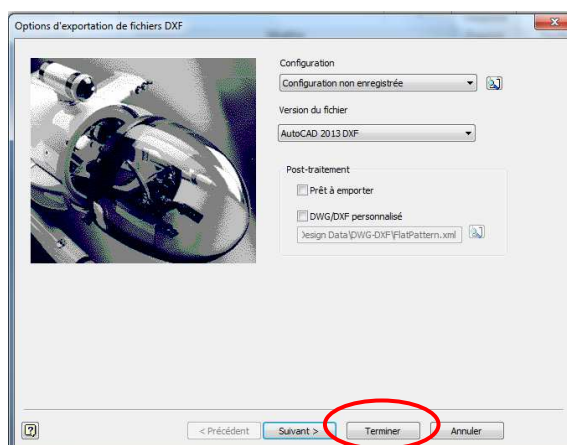 Options d'exportation de fichiers DXF
Configuration
Configuration non enregistrée
Version du fichier
AutoCAD 2013 DXF
Post-traitement
Prêt à emporter
DWG/DXF personnalisé
Design Data\DWG-DXF\FlatPattern.xml
< Précédent
Suivant >
Terminer
Annuler